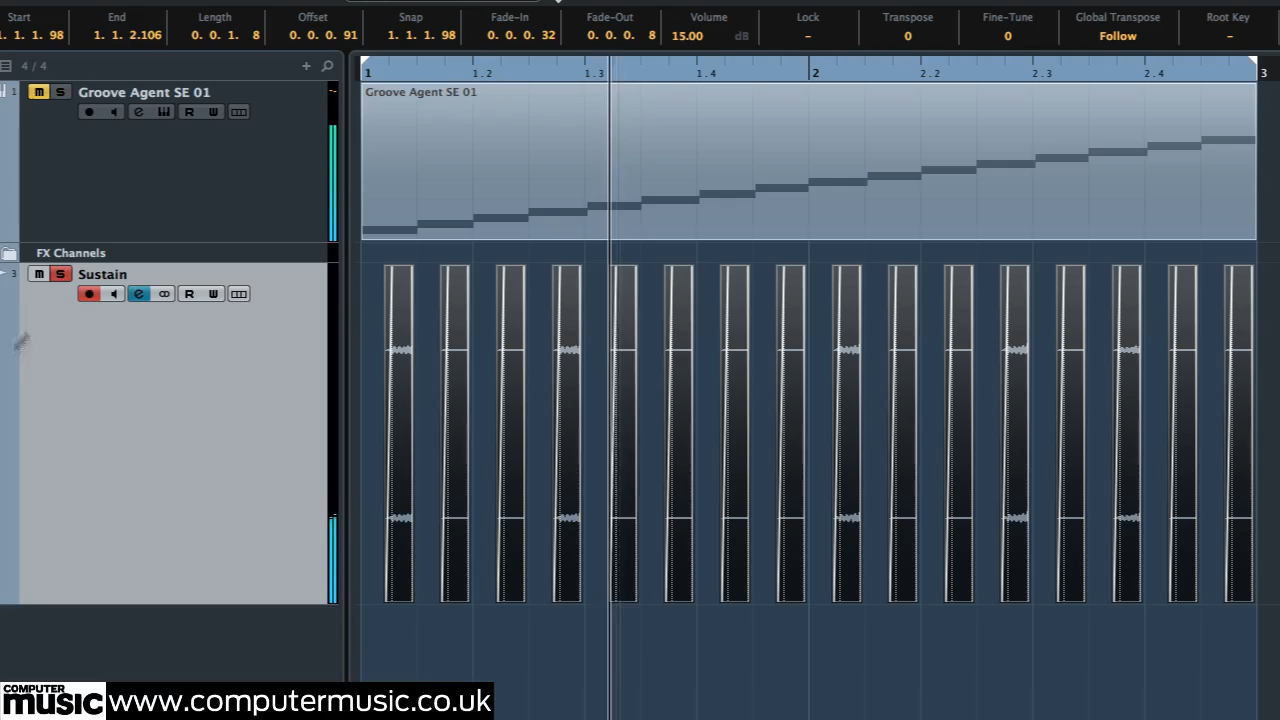 Start End Length Offset Snap Fade-In Fade-Out Volume Lock Transpose Fine-Tune Global Transpose Root Key
1. 1. 1. 98 1. 1. 2.106 0. 0. 1. 8 0. 0. 0. 91 1. 1. 1. 98 0. 0. 0. 32 0. 0. 0. 8 15.00 dB – 0 0 Follow –
4 / 4 +
1 1.2 1.3 1.4 2 2.2 2.3 2.4 3
1 m S Groove Agent SE 01
Groove Agent SE 01
e R W
FX Channels
3 m S Sustain
e R W
COMPUTER
music www.computermusic.co.uk